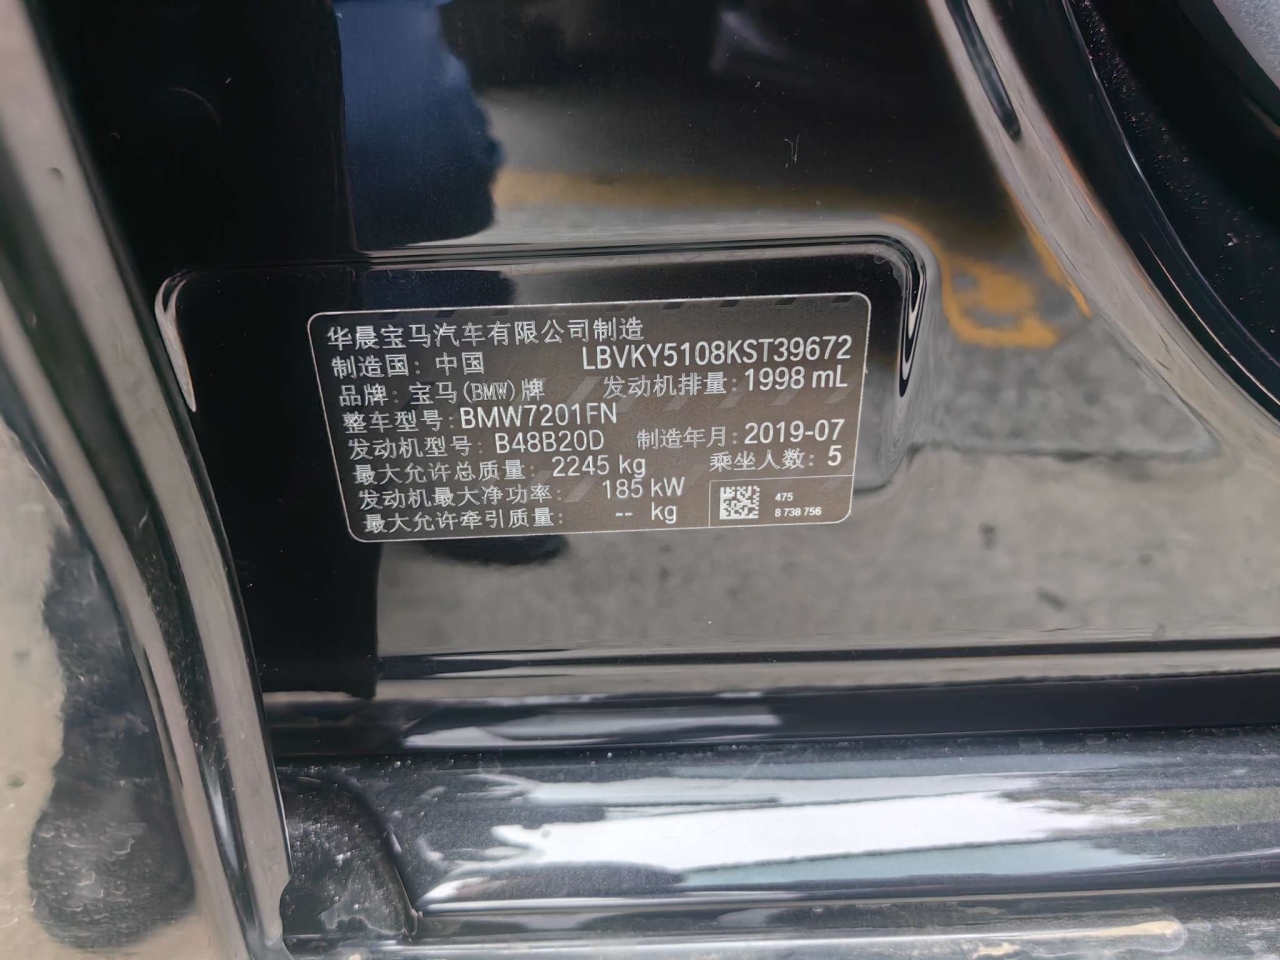 华晨宝马汽车有限公司制造
制造国：中国 LBVKY5108KST39672
品牌：宝马(BMW)牌 发动机排量：1998 mL
整车型号：BMW7201FN
发动机型号：B48B20D 制造年月：2019-07
最大允许总质量：2245 kg 乘坐人数：5
发动机最大净功率：185 kW
最大允许牵引质量：-- kg
475
8 738 756